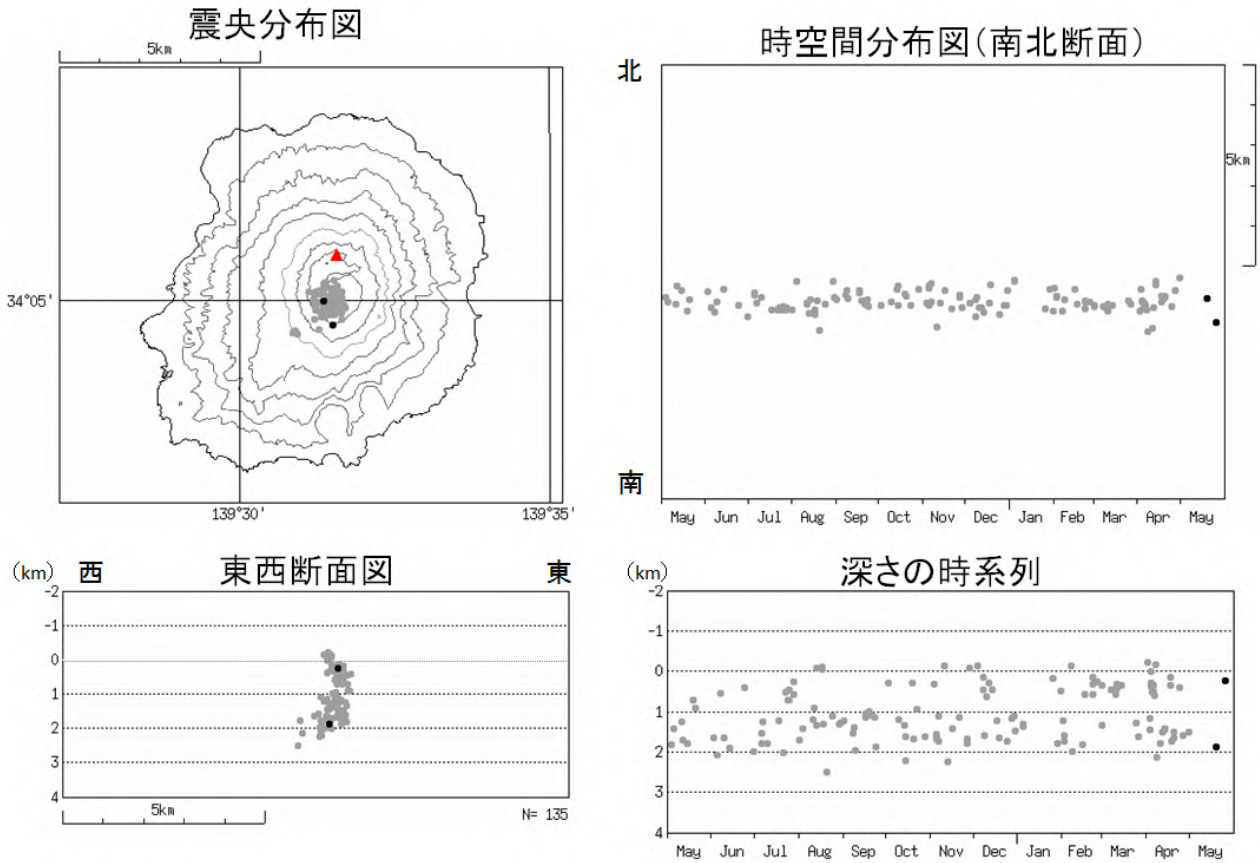 震央分布図
5km
34°05'
139°30'
139°35'
時空間分布図(南北断面)
北
南
5km
May Jun Jul Aug Sep Oct Nov Dec Jan Feb Mar Apr May
東西断面図
(km) 西 東
-2
-1
0
1
2
3
4
5km
N= 135
深さの時系列
(km)
-2
-1
0
1
2
3
4
May Jun Jul Aug Sep Oct Nov Dec Jan Feb Mar Apr May